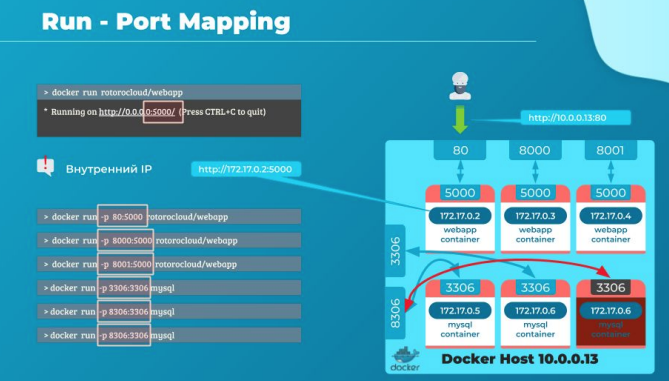 Run - Port Mapping
> docker run rotorocloud/webapp
* Running on http://0.0.0.0:5000/ (Press CTRL+C to quit)
Внутренний IP
http://172.17.0.2:5000
> docker run -p 80:5000 rotorocloud/webapp
> docker run -p 8000:5000 rotorocloud/webapp
> docker run -p 8001:5000 rotorocloud/webapp
> docker run -p 3306:3306 mysql
> docker run -p 8306:3306 mysql
> docker run -p 8306:3306 mysql
http://10.0.0.13:80
80 8000 8001
5000 5000 5000
172.17.0.2 172.17.0.3 172.17.0.4
webapp webapp webapp
container container container
3306
8306
3306 3306 3306
172.17.0.5 172.17.0.6 172.17.0.6
mysql mysql mysql
container container container
docker
Docker Host 10.0.0.13